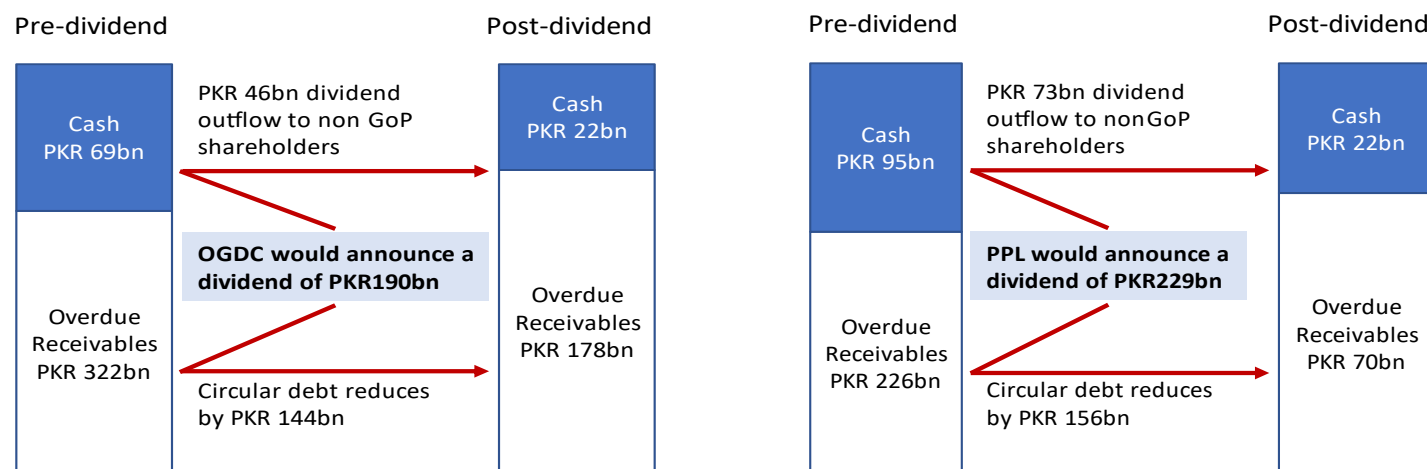 Pre-dividend
Post-dividend
Cash
PKR 69bn
PKR 46bn dividend
outflow to non GoP
shareholders
Cash
PKR 22bn
OGDC would announce a
dividend of PKR190bn
Overdue
Receivables
PKR 322bn
Overdue
Receivables
PKR 178bn
Circular debt reduces
by PKR 144bn
Pre-dividend
Post-dividend
Cash
PKR 95bn
PKR 73bn dividend
outflow to non GoP
shareholders
Cash
PKR 22bn
PPL would announce a
dividend of PKR229bn
Overdue
Receivables
PKR 226bn
Overdue
Receivables
PKR 70bn
Circular debt reduces
by PKR 156bn